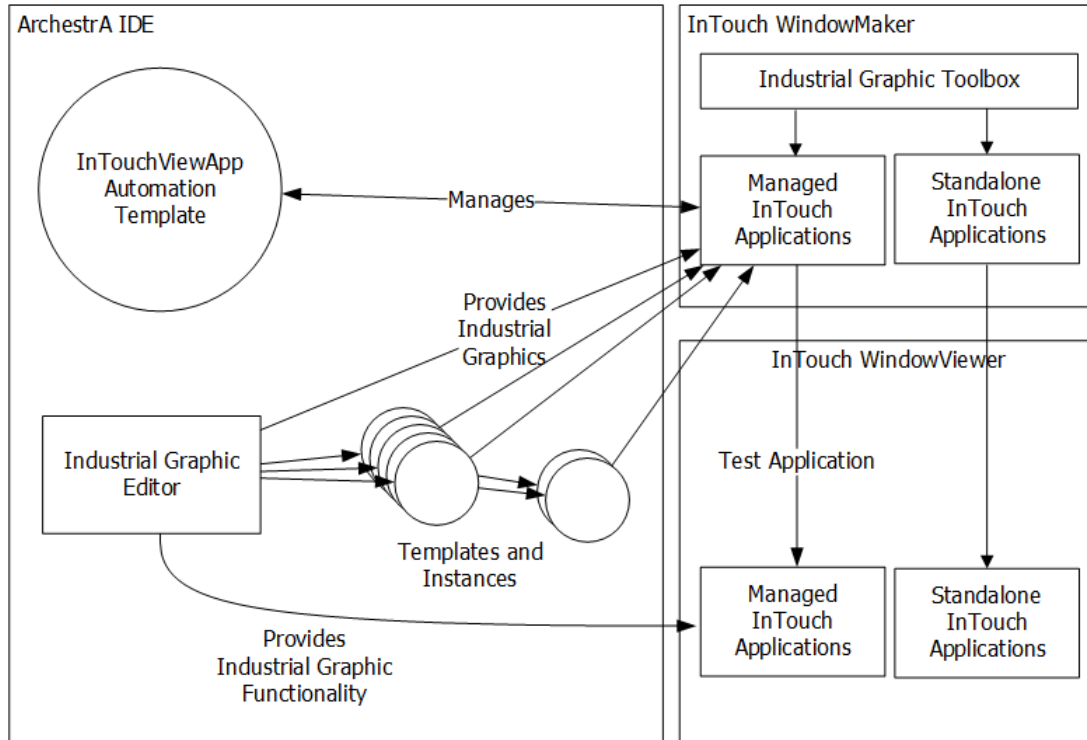 ArchestrA IDE
InTouchViewApp
Automation
Template
Manages
Provides
Industrial
Graphics
Industrial Graphic
Editor
Templates and
Instances
Provides
Industrial Graphic
Functionality
InTouch WindowMaker
Industrial Graphic Toolbox
Managed
InTouch
Applications
Standalone
InTouch
Applications
InTouch WindowViewer
Test Application
Managed
InTouch
Applications
Standalone
InTouch
Applications